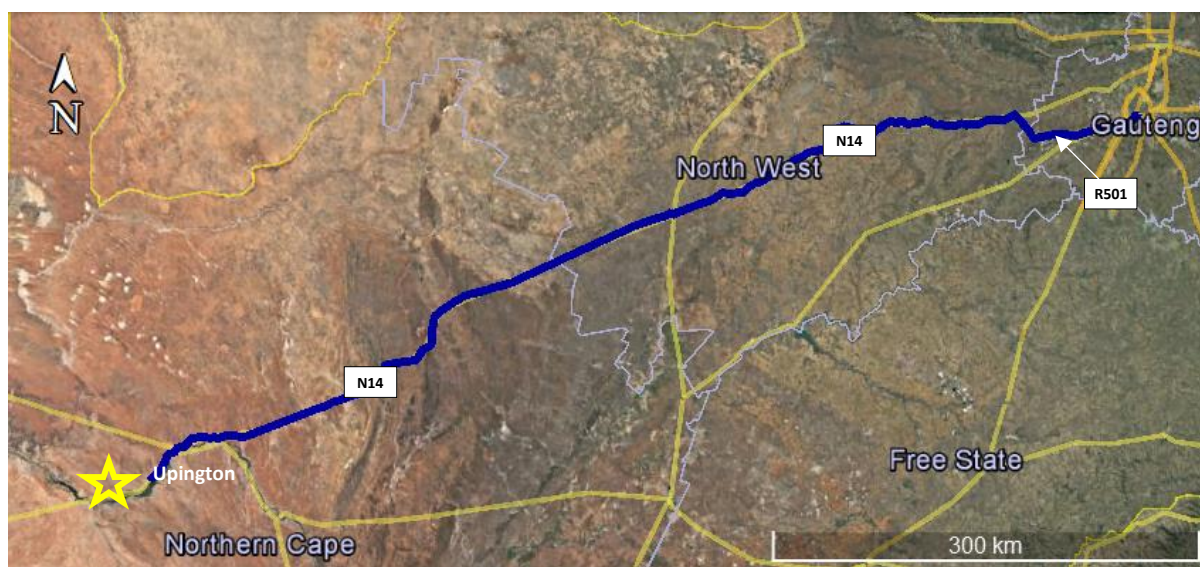 N
N14
Gauteng
North West
R501
N14
Upington
Free State
Northern Cape
300 km